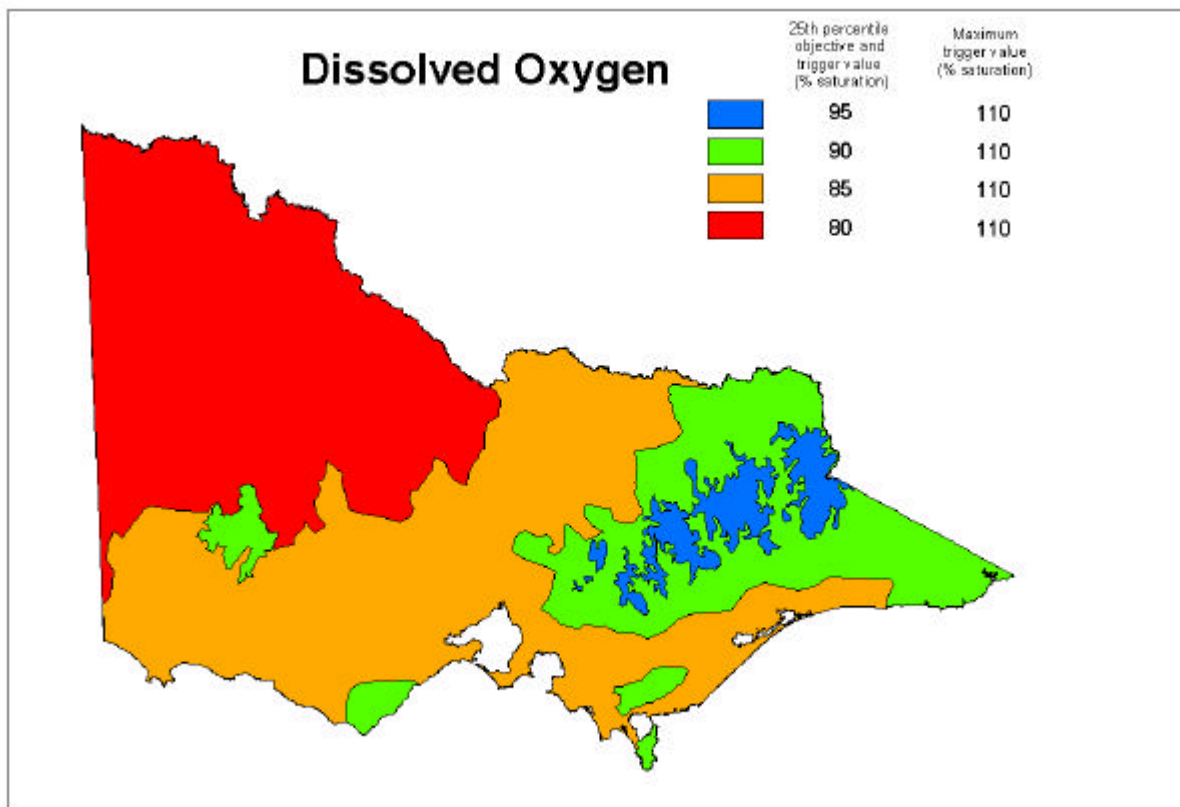 Dissolved Oxygen
25th percentile
objective and
trigger value
(% saturation)
Maximum
trigger value
(% saturation)
95 110
90 110
85 110
80 110